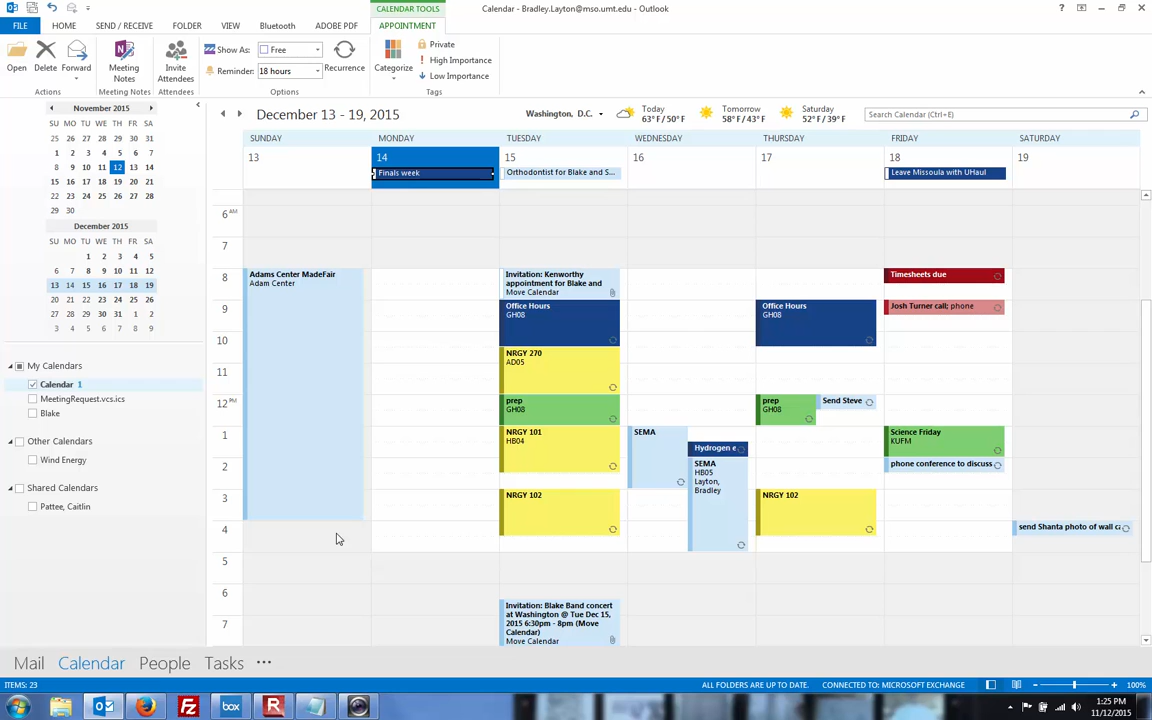 CALENDAR TOOLS
Calendar - Bradley.Layton@mso.umt.edu - Outlook
?
FILE HOME SEND / RECEIVE FOLDER VIEW Bluetooth ADOBE PDF APPOINTMENT
Open Delete Forward
Actions
Meeting Notes
Meeting Notes
Invite Attendees
Attendees
Show As: Free
Reminder: 18 hours
Recurrence
Options
Categorize
Private
High Importance
Low Importance
Tags
November 2015
SU MO TU WE TH FR SA
25 26 27 28 29 30 31
1 2 3 4 5 6 7
8 9 10 11 12 13 14
15 16 17 18 19 20 21
22 23 24 25 26 27 28
29 30
December 2015
SU MO TU WE TH FR SA
1 2 3 4 5
6 7 8 9 10 11 12
13 14 15 16 17 18 19
20 21 22 23 24 25 26
27 28 29 30 31
3 4 5 6 7 8 9
My Calendars
Calendar 1
MeetingRequest.vcs.ics
Blake
Other Calendars
Wind Energy
Shared Calendars
Pattee, Caitlin
December 13 - 19, 2015
Washington, D.C.
Today
63°F/50°F
Tomorrow
58°F/43°F
Saturday
52°F/39°F
Search Calendar (Ctrl+E)
SUNDAY MONDAY TUESDAY WEDNESDAY THURSDAY FRIDAY SATURDAY
13 14 15 16 17 18 19
Finals week
Orthodontist for Blake and S...
Leave Missoula with UHaul
6 AM
7
8
9
10
11
12 PM
1
2
3
4
5
6
7
Adams Center MadeFair
Adam Center
Invitation: Kenworthy
appointment for Blake and
Move Calendar
Office Hours
GH08
NRGY 270
AD05
prep
GH08
NRGY 101
HB04
NRGY 102
Invitation: Blake Band concert
at Washington @ Tue Dec 15,
2015 6:30pm - 8pm (Move
Calendar)
Move Calendar
SEMA
Hydrogen e
SEMA
HB05
Layton,
Bradley
Office Hours
GH08
prep
GH08
Send Steve
NRGY 102
Timesheets due
Josh Turner call; phone
Science Friday
KUFM
phone conference to discuss
send Shanta photo of wall ca
Mail Calendar People Tasks ...
ITEMS: 23
ALL FOLDERS ARE UP TO DATE.
CONNECTED TO: MICROSOFT EXCHANGE
100%
box
1:25 PM
11/12/2015